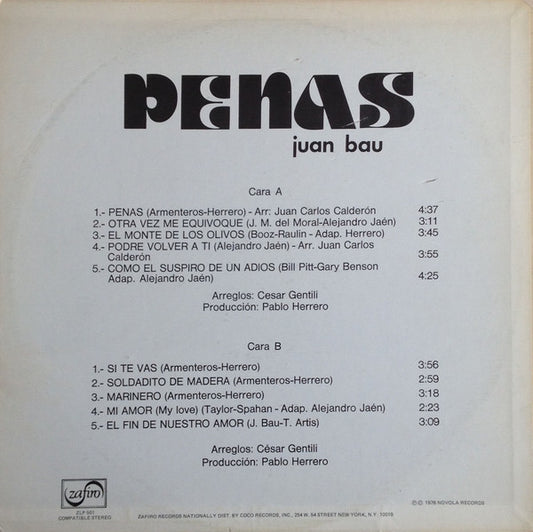 PENAS
juan bau
Cara A
1.- PENAS (Armenteros-Herrero) - Arr: Juan Carlos Calderón 4:37
2.- OTRA VEZ ME EQUIVOQUE (J. M. del Moral-Alejandro Jaén) 3:11
3.- EL MONTE DE LOS OLIVOS (Booz-Raulin - Adap. Herrero) 3:45
4.- PODRE VOLVER A TI (Alejandro Jaén) - Arr. Juan Carlos
Calderón 3:55
5.- COMO EL SUSPIRO DE UN ADIOS (Bill Pitt-Gary Benson
Adap. Alejandro Jaén) 4:25
Arreglos: Cesar Gentili
Producción: Pablo Herrero
Cara B
1.- SI TE VAS (Armenteros-Herrero) 3:56
2.- SOLDADITO DE MADERA (Armenteros-Herrero) 2:59
3.- MARINERO (Armenteros-Herrero) 3:18
4.- MI AMOR (My love) (Taylor-Spahan - Adap. Alejandro Jaén) 2:23
5.- EL FIN DE NUESTRO AMOR (J. Bau-T. Artis) 3:09
Arreglos: César Gentili
Producción: Pablo Herrero
zafiro
ZLP 501
COMPATIBLE STEREO
ZAFIRO RECORDS NATIONALLY DIST. BY COCO RECORDS, INC., 254 W. 54 STREET NEW YORK, N.Y. 10019
℗© 1978 NOVOLA RECORDS